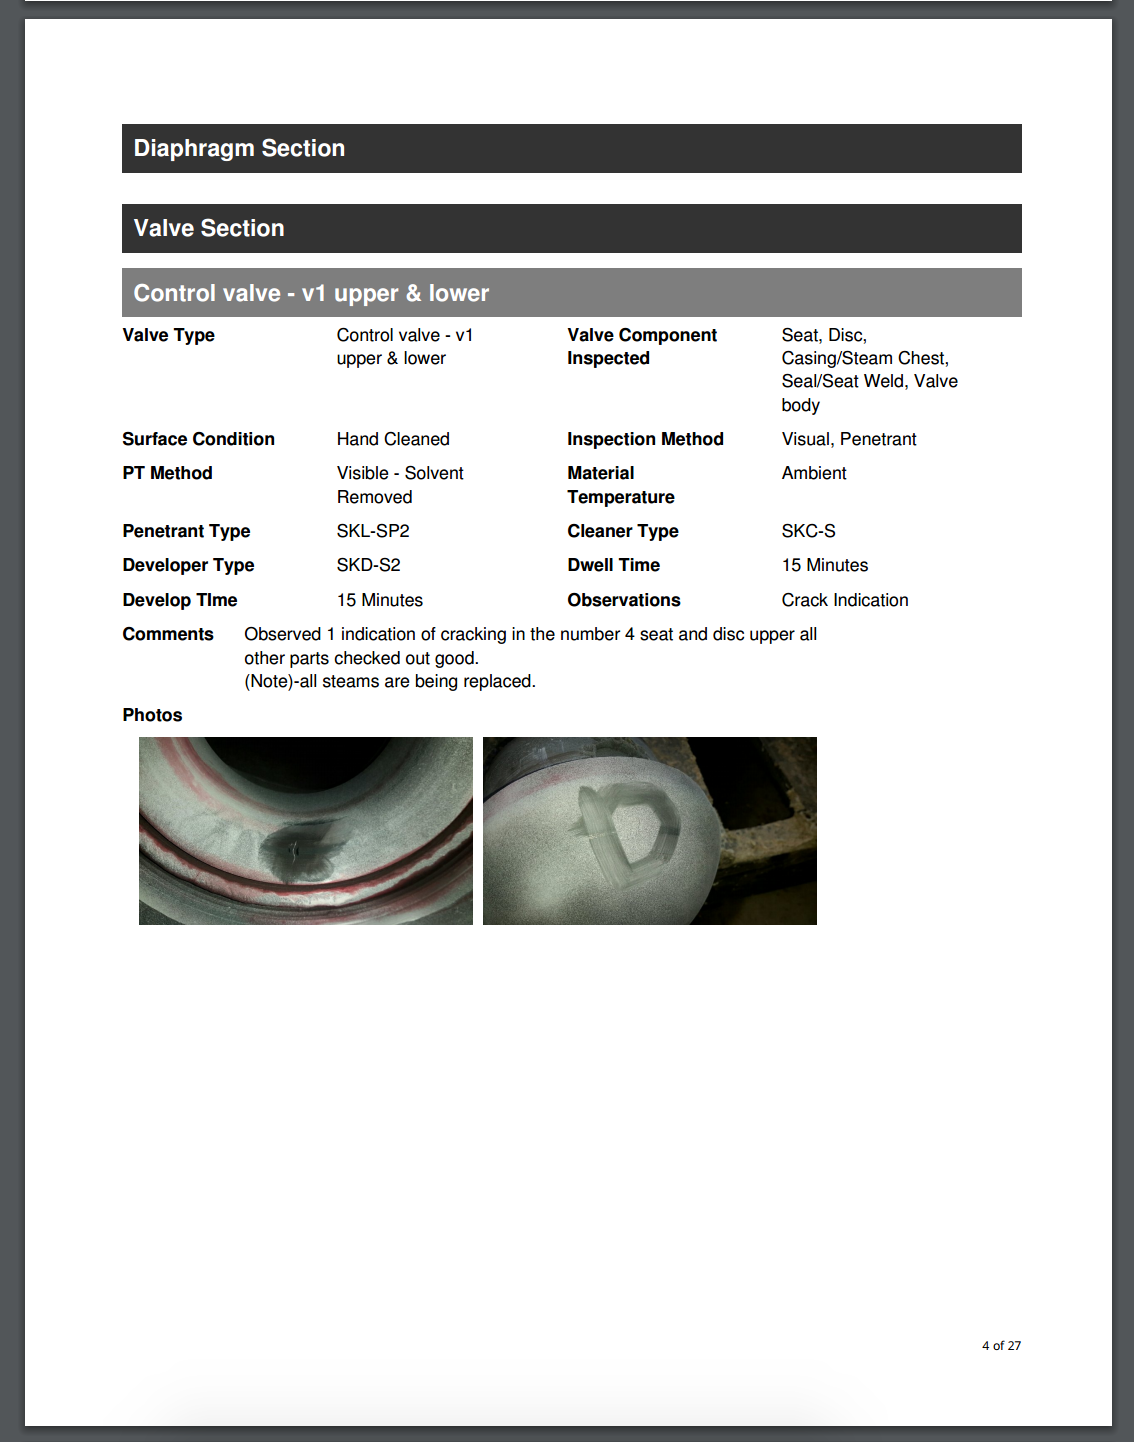 Diaphragm Section
Valve Section
Control valve - v1 upper & lower
Valve Type
Control valve - v1
upper & lower
Valve Component
Inspected
Seat, Disc,
Casing/Steam Chest,
Seal/Seat Weld, Valve
body
Surface Condition
Hand Cleaned
Inspection Method
Visual, Penetrant
PT Method
Visible - Solvent
Removed
Material
Temperature
Ambient
Penetrant Type
SKL-SP2
Cleaner Type
SKC-S
Developer Type
SKD-S2
Dwell Time
15 Minutes
Develop TIme
15 Minutes
Observations
Crack Indication
Comments
Observed 1 indication of cracking in the number 4 seat and disc upper all
other parts checked out good.
(Note)-all steams are being replaced.
Photos
4 of 27